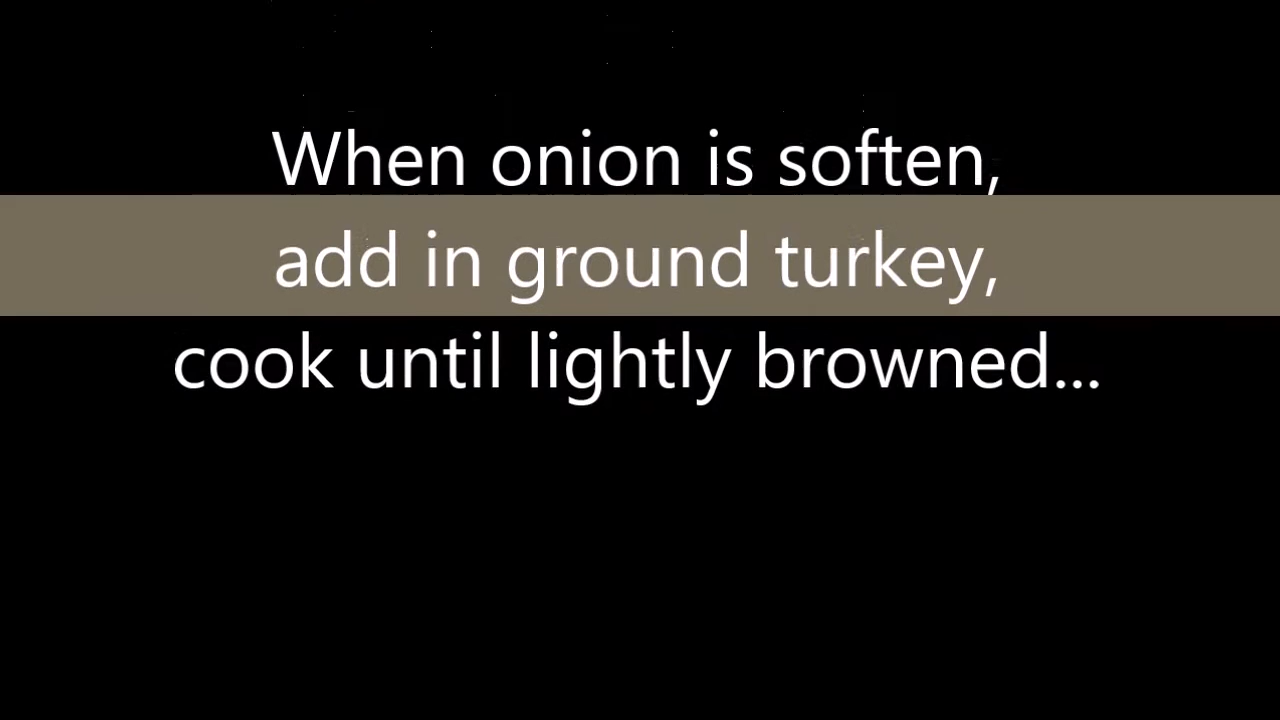 When onion is soften,
add in ground turkey,
cook until lightly browned...